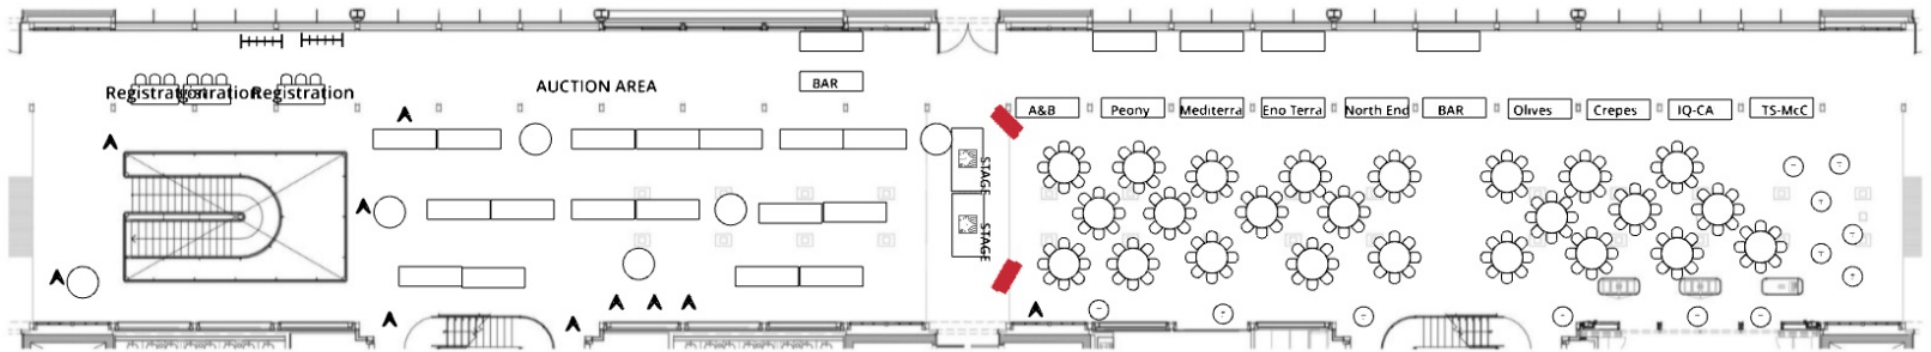 Registration
Registration
Registration
AUCTION AREA
BAR
STAGE
STAGE
A&B
Peony
Mediterra
Eno Terra
North End
BAR
Olives
Crepes
IQ-CA
TS-McC